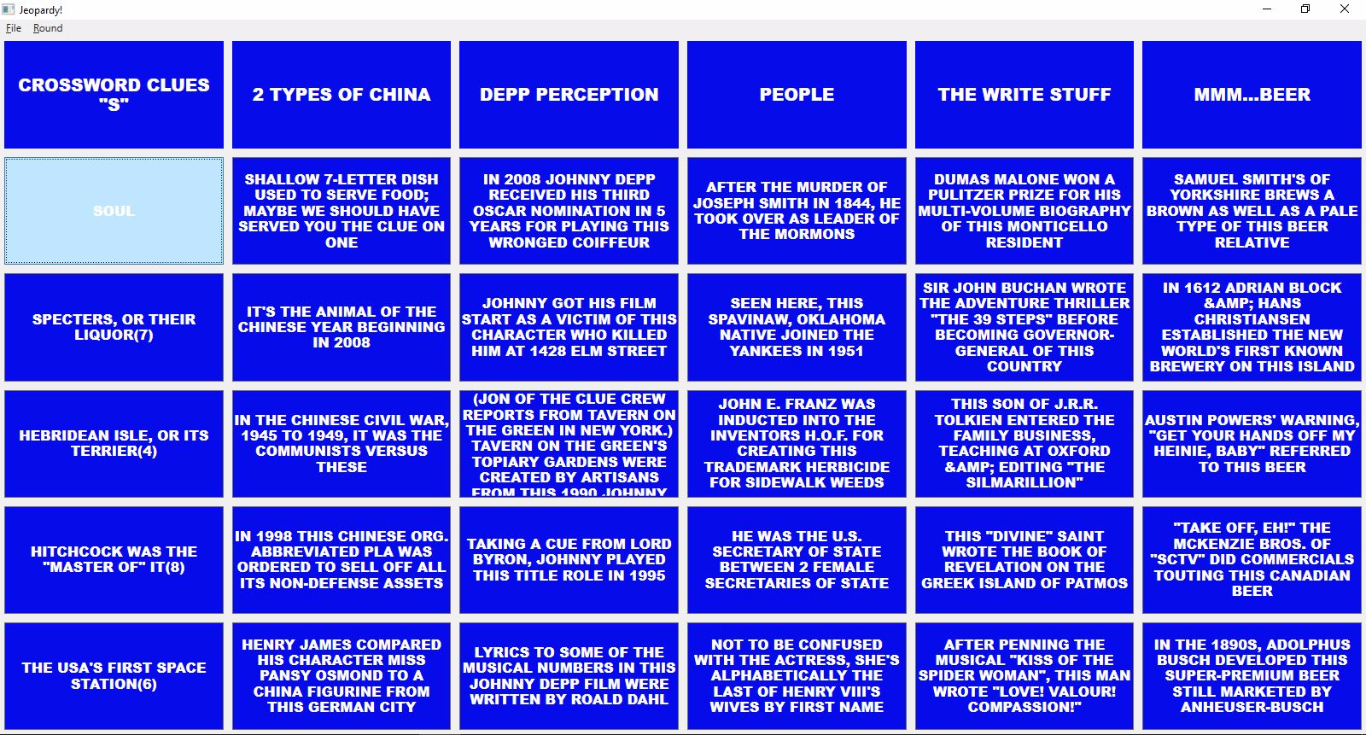 Jeopardy!
File Round
CROSSWORD CLUES
"S"
2 TYPES OF CHINA
DEPP PERCEPTION
PEOPLE
THE WRITE STUFF
MMM...BEER
SOUL
SHALLOW 7-LETTER DISH
USED TO SERVE FOOD;
MAYBE WE SHOULD HAVE
SERVED YOU THE CLUE ON
ONE
IN 2008 JOHNNY DEPP
RECEIVED HIS THIRD
OSCAR NOMINATION IN 5
YEARS FOR PLAYING THIS
WRONGED COIFFEUR
AFTER THE MURDER OF
JOSEPH SMITH IN 1844, HE
TOOK OVER AS LEADER OF
THE MORMONS
DUMAS MALONE WON A
PULITZER PRIZE FOR HIS
MULTI-VOLUME BIOGRAPHY
OF THIS MONTICELLO
RESIDENT
SAMUEL SMITH'S OF
YORKSHIRE BREWS A
BROWN AS WELL AS A PALE
TYPE OF THIS BEER
RELATIVE
SPECTERS, OR THEIR
LIQUOR(7)
IT'S THE ANIMAL OF THE
CHINESE YEAR BEGINNING
IN 2008
JOHNNY GOT HIS FILM
START AS A VICTIM OF THIS
CHARACTER WHO KILLED
HIM AT 1428 ELM STREET
SEEN HERE, THIS
SPAVINAW, OKLAHOMA
NATIVE JOINED THE
YANKEES IN 1951
SIR JOHN BUCHAN WROTE
THE ADVENTURE THRILLER
"THE 39 STEPS" BEFORE
BECOMING GOVERNOR-
GENERAL OF THIS
COUNTRY
IN 1612 ADRIAN BLOCK
&AMP; HANS
CHRISTIANSEN
ESTABLISHED THE NEW
WORLD'S FIRST KNOWN
BREWERY ON THIS ISLAND
HEBRIDEAN ISLE, OR ITS
TERRIER(4)
IN THE CHINESE CIVIL WAR,
1945 TO 1949, IT WAS THE
COMMUNISTS VERSUS
THESE
(JON OF THE CLUE CREW
REPORTS FROM TAVERN ON
THE GREEN IN NEW YORK.)
TAVERN ON THE GREEN'S
TOPIARY GARDENS WERE
CREATED BY ARTISANS
FROM THIS 1990 JOHNNY
JOHN E. FRANZ WAS
INDUCTED INTO THE
INVENTORS H.O.F. FOR
CREATING THIS
TRADEMARK HERBICIDE
FOR SIDEWALK WEEDS
THIS SON OF J.R.R.
TOLKIEN ENTERED THE
FAMILY BUSINESS,
TEACHING AT OXFORD
&AMP; EDITING "THE
SILMARILLION"
AUSTIN POWERS' WARNING,
"GET YOUR HANDS OFF MY
HEINIE, BABY" REFERRED
TO THIS BEER
HITCHCOCK WAS THE
"MASTER OF" IT(8)
IN 1998 THIS CHINESE ORG.
ABBREVIATED PLA WAS
ORDERED TO SELL OFF ALL
ITS NON-DEFENSE ASSETS
TAKING A CUE FROM LORD
BYRON, JOHNNY PLAYED
THIS TITLE ROLE IN 1995
HE WAS THE U.S.
SECRETARY OF STATE
BETWEEN 2 FEMALE
SECRETARIES OF STATE
THIS "DIVINE" SAINT
WROTE THE BOOK OF
REVELATION ON THE
GREEK ISLAND OF PATMOS
"TAKE OFF, EH!" THE
MCKENZIE BROS. OF
"SCTV" DID COMMERCIALS
TOUTING THIS CANADIAN
BEER
THE USA'S FIRST SPACE
STATION(6)
HENRY JAMES COMPARED
HIS CHARACTER MISS
PANSY OSMOND TO A
CHINA FIGURINE FROM
THIS GERMAN CITY
LYRICS TO SOME OF THE
MUSICAL NUMBERS IN THIS
JOHNNY DEPP FILM WERE
WRITTEN BY ROALD DAHL
NOT TO BE CONFUSED
WITH THE ACTRESS, SHE'S
ALPHABETICALLY THE
LAST OF HENRY VIII'S
WIVES BY FIRST NAME
AFTER PENNING THE
MUSICAL "KISS OF THE
SPIDER WOMAN", THIS MAN
WROTE "LOVE! VALOUR!
COMPASSION!"
IN THE 1890S, ADOLPHUS
BUSCH DEVELOPED THIS
SUPER-PREMIUM BEER
STILL MARKETED BY
ANHEUSER-BUSCH